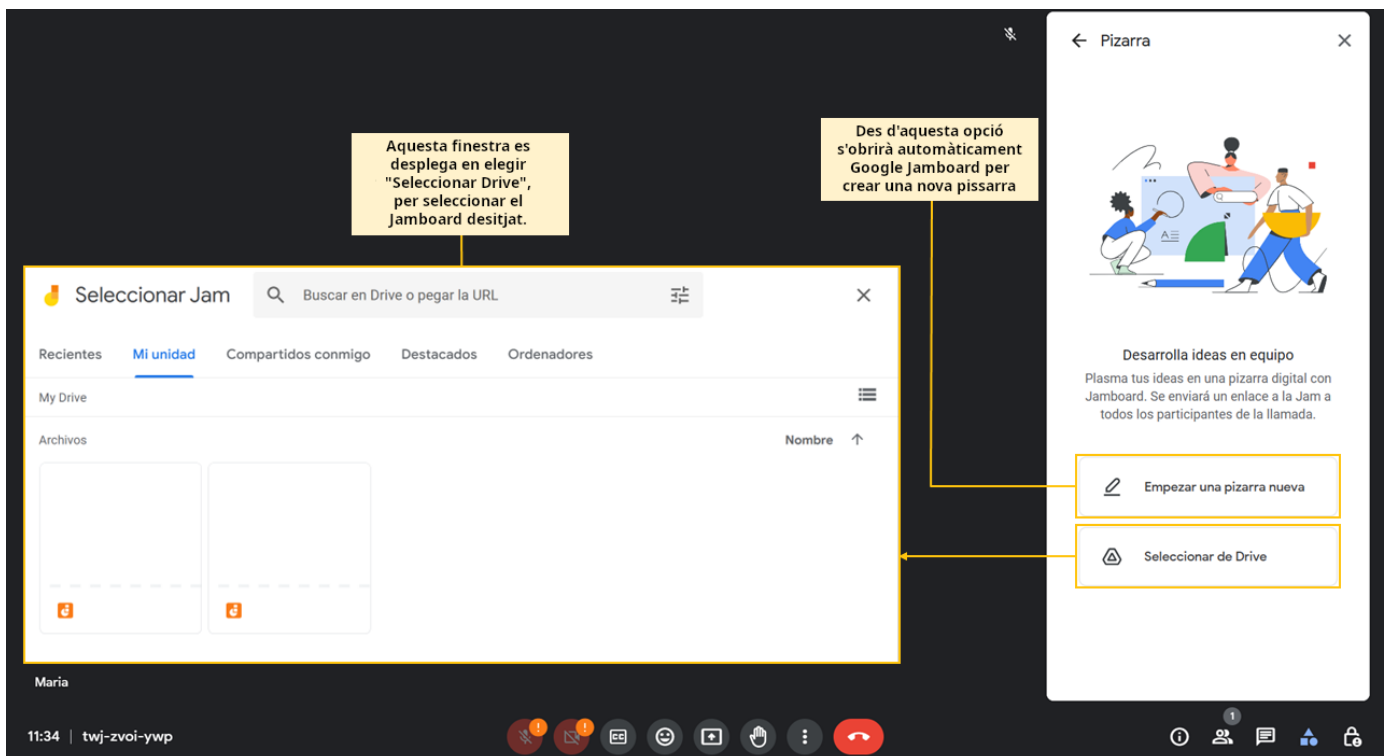 Pizarra
Aquesta finestra es
desplega en elegir
"Seleccionar Drive",
per seleccionar el
Jamboard desitjat.
Des d'aquesta opció
s'obrirà automàticament
Google Jamboard per
crear una nova pissarra
Seleccionar Jam
Buscar en Drive o pegar la URL
Recientes Mi unidad Compartidos conmigo Destacados Ordenadores
My Drive
Archivos Nombre
Desarrolla ideas en equipo
Plasma tus ideas en una pizarra digital con
Jamboard. Se enviará un enlace a la Jam a
todos los participantes de la llamada.
Empezar una pizarra nueva
Seleccionar de Drive
Maria
11:34 | twj-zvoi-ywp
1